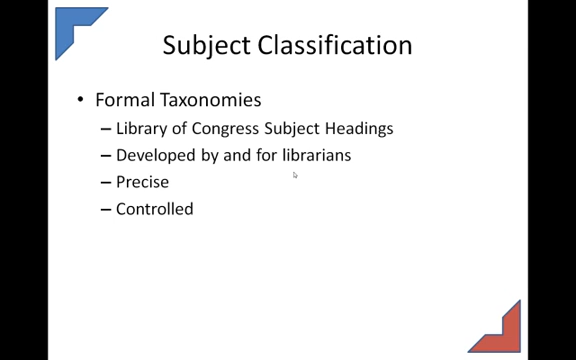 Subject Classification
• Formal Taxonomies
– Library of Congress Subject Headings
– Developed by and for librarians
– Precise
– Controlled